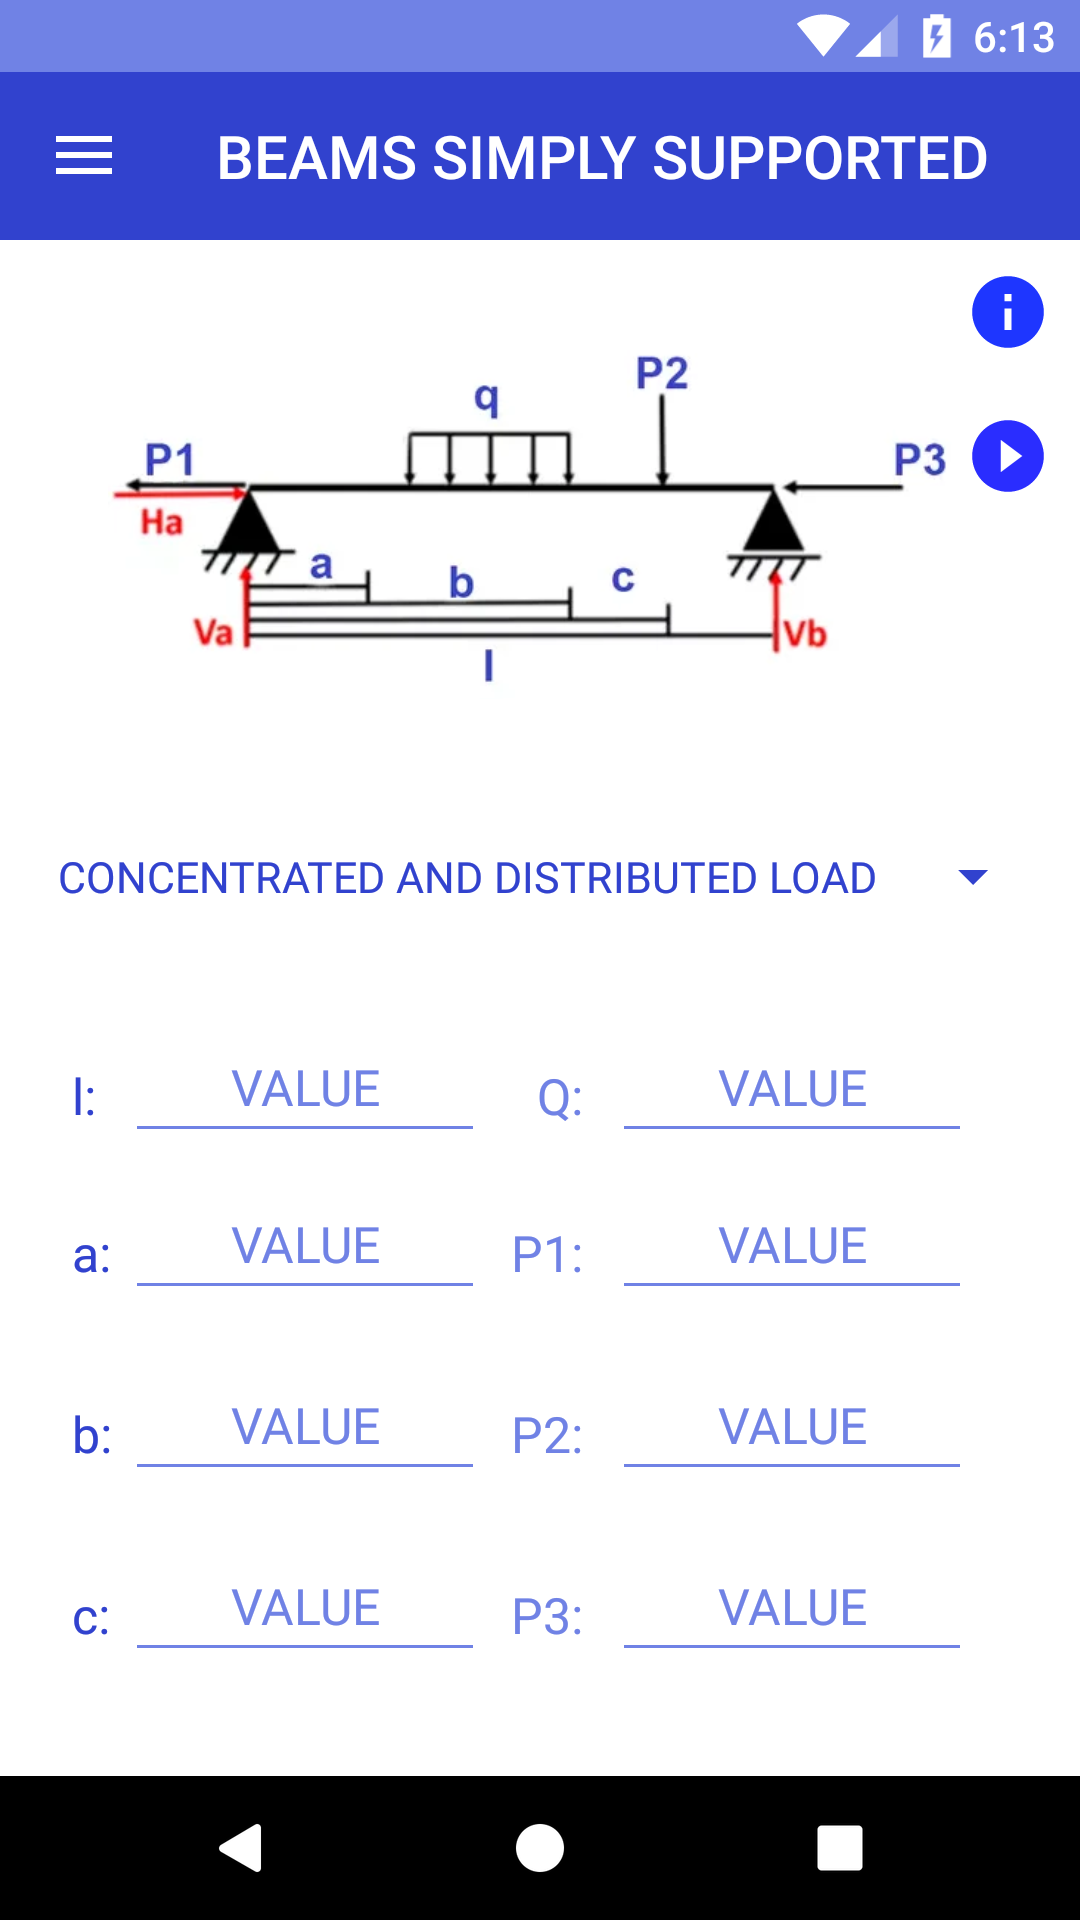 6:13
BEAMS SIMPLY SUPPORTED
P2
q
P1
P3
Ha
a
b
c
Va
Vb
l
CONCENTRATED AND DISTRIBUTED LOAD
l: VALUE Q: VALUE
a: VALUE P1: VALUE
b: VALUE P2: VALUE
c: VALUE P3: VALUE